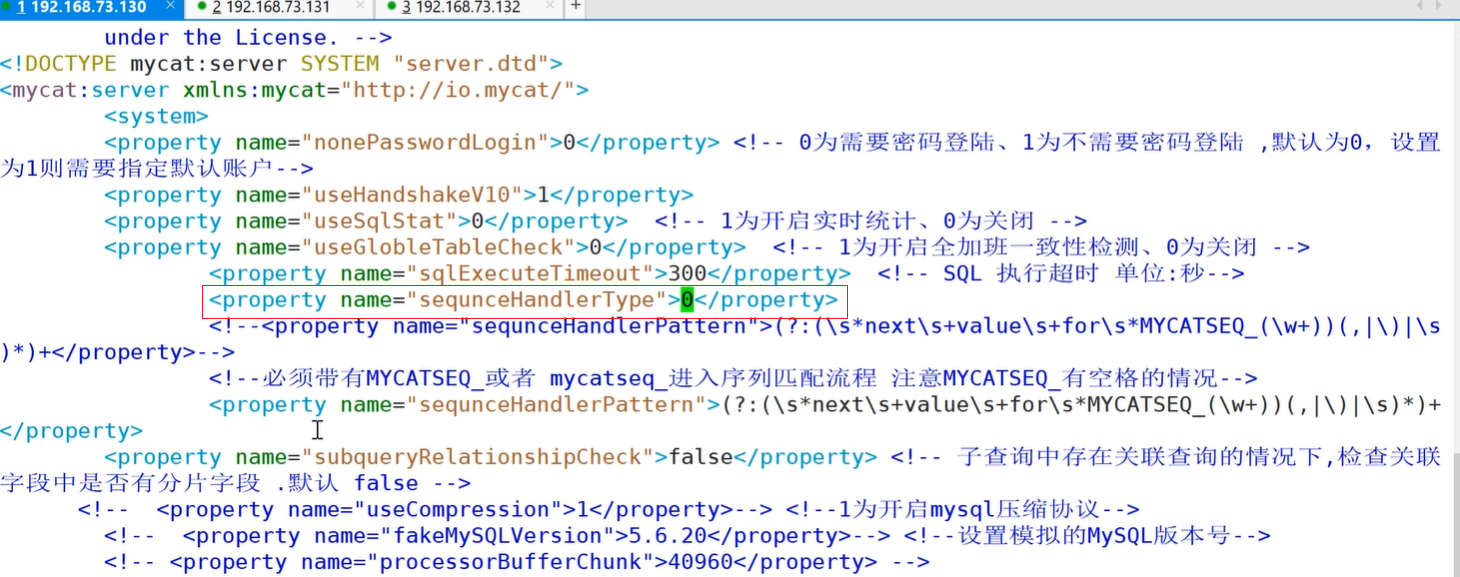 1 192.168.73.130 × 2 192.168.73.131 × 3 192.168.73.132 × +
under the License. -->
<!DOCTYPE mycat:server SYSTEM "server.dtd">
<mycat:server xmlns:mycat="http://io.mycat/">
<system>
<property name="nonePasswordLogin">0</property> <!-- 0为需要密码登陆、1为不需要密码登陆 ,默认为0，设置
为1则需要指定默认账户-->
<property name="useHandshakeV10">1</property>
<property name="useSqlStat">0</property>  <!-- 1为开启实时统计、0为关闭 -->
<property name="useGlobleTableCheck">0</property>  <!-- 1为开启全加班一致性检测、0为关闭 -->
<property name="sqlExecuteTimeout">300</property>  <!-- SQL 执行超时 单位:秒-->
<property name="sequnceHandlerType">0</property>
<!--<property name="sequnceHandlerPattern">(?:(\s*next\s+value\s+for\s*MYCATSEQ_(\w+))(,|\)|\s
)*)+</property>-->
<!--必须带有MYCATSEQ_或者 mycatseq_进入序列匹配流程 注意MYCATSEQ_有空格的情况-->
<property name="sequnceHandlerPattern">(?:(\s*next\s+value\s+for\s*MYCATSEQ_(\w+))(,|\)|\s)*)+
</property>
<property name="subqueryRelationshipCheck">false</property> <!-- 子查询中存在关联查询的情况下,检查关联
字段中是否有分片字段 .默认 false -->
<!--  <property name="useCompression">1</property>--> <!--1为开启mysql压缩协议-->
<!--  <property name="fakeMySQLVersion">5.6.20</property>--> <!--设置模拟的MySQL版本号-->
<!-- <property name="processorBufferChunk">40960</property> -->